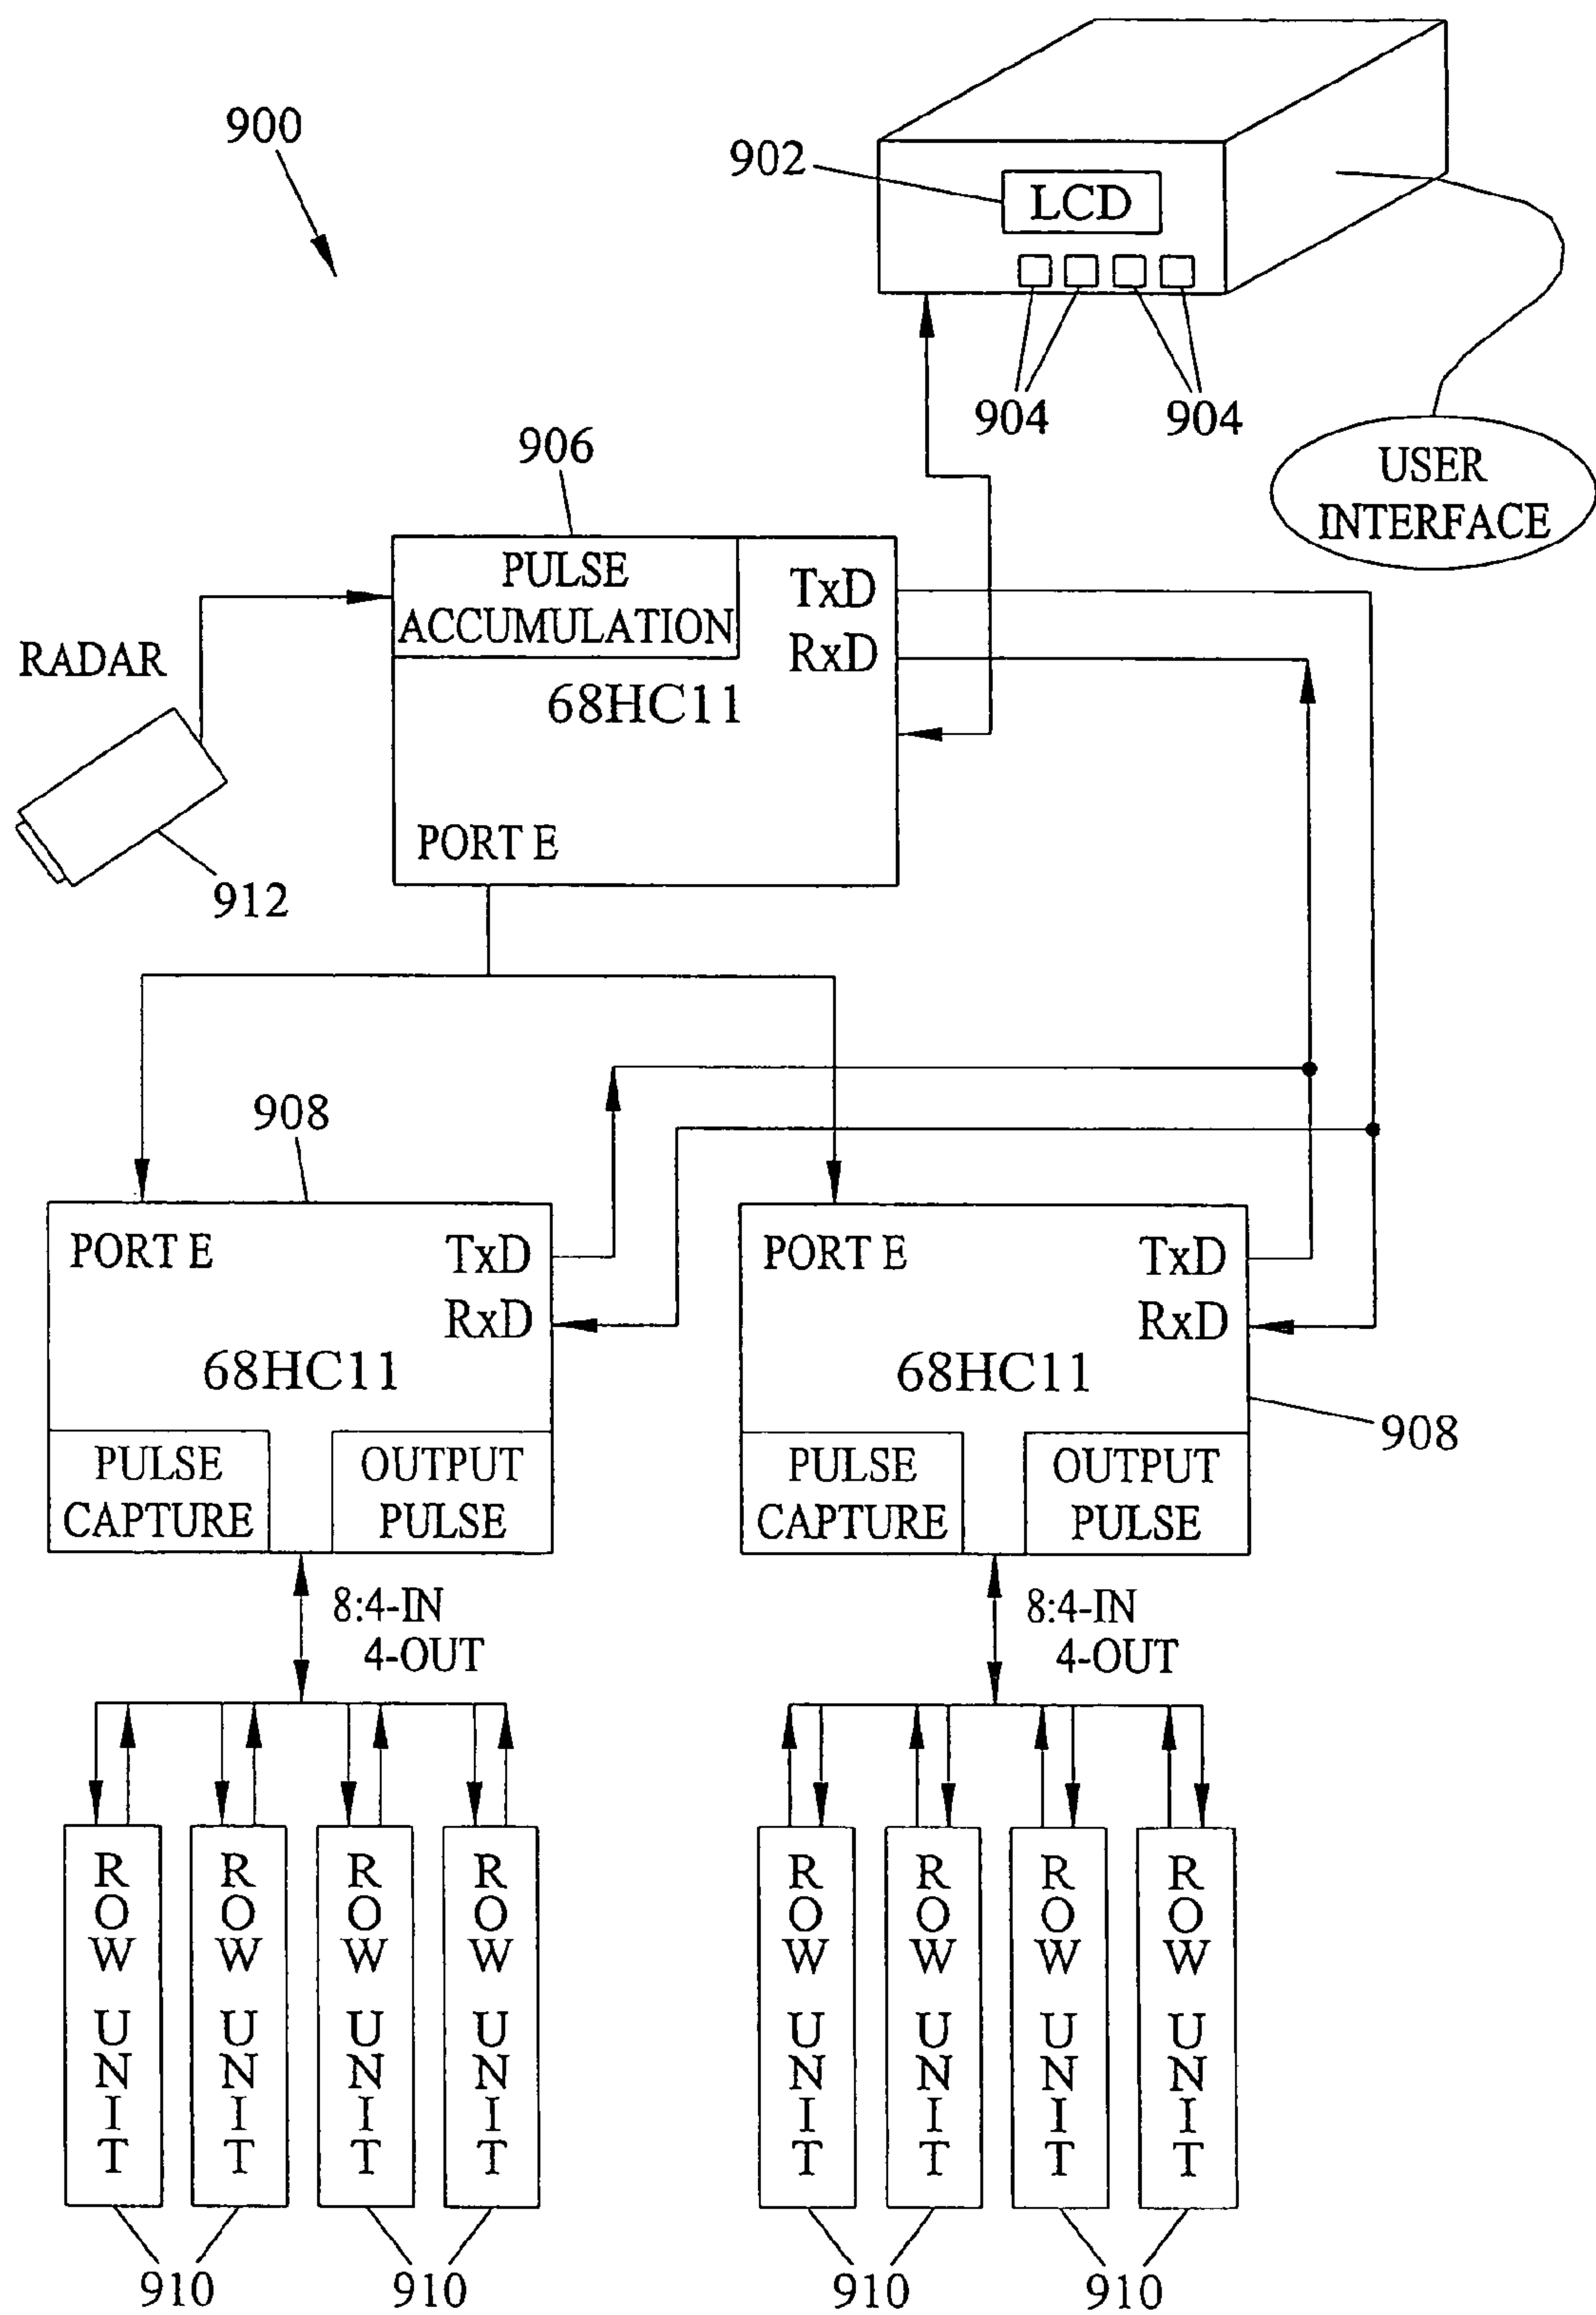 900
902
LCD
904
904
USER
INTERFACE
906
PULSE
ACCUMULATION
TxD
RxD
68HC11
PORT E
RADAR
912
908
PORT E
TxD
RxD
68HC11
PULSE
CAPTURE
OUTPUT
PULSE
PORT E
TxD
RxD
68HC11
908
PULSE
CAPTURE
OUTPUT
PULSE
8:4-IN
4-OUT
8:4-IN
4-OUT
ROW UNIT
ROW UNIT
ROW UNIT
ROW UNIT
ROW UNIT
ROW UNIT
ROW UNIT
ROW UNIT
910
910
910
910